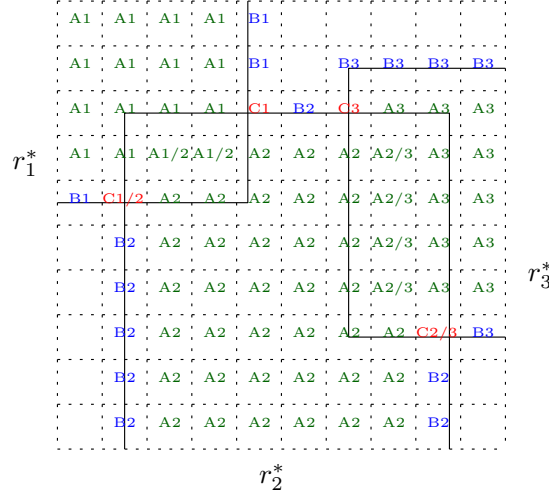 A1 A1 A1 A1 B1
A1 A1 A1 A1 B1 B3 B3 B3 B3
A1 A1 A1 A1 C1 B2 C3 A3 A3 A3
A1 A1 A1/2 A1/2 A2 A2 A2 A2/3 A3 A3
r₁*
B1 C1/2 A2 A2 A2 A2 A2 A2/3 A3 A3
B2 A2 A2 A2 A2 A2 A2/3 A3 A3
B2 A2 A2 A2 A2 A2 A2/3 A3 A3
r₃*
B2 A2 A2 A2 A2 A2 A2 C2/3 B3
B2 A2 A2 A2 A2 A2 A2 B2
B2 A2 A2 A2 A2 A2 A2 B2
r₂*